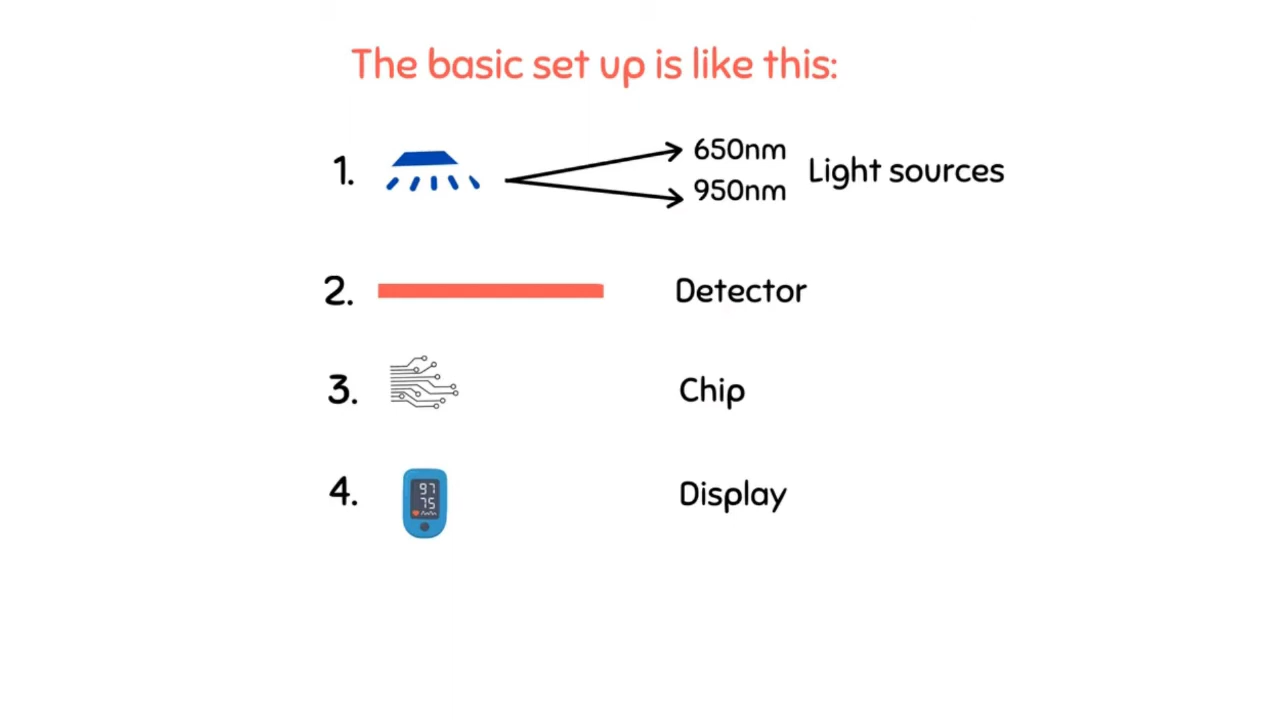 The basic set up is like this:
1. 650nm
950nm Light sources
2. Detector
3. Chip
4. 97
75
Display